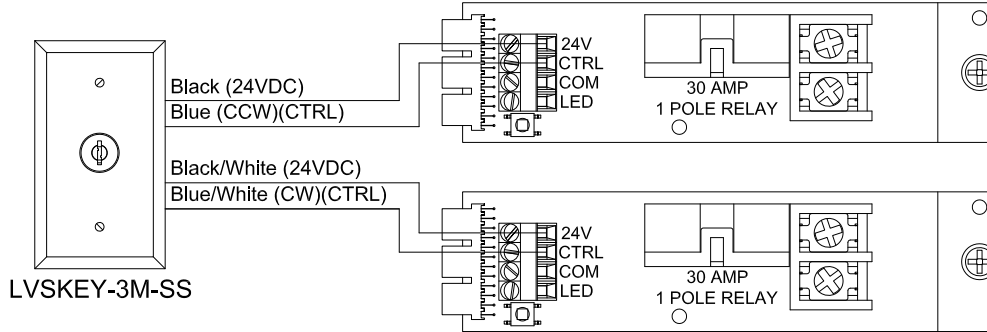 24V
CTRL
COM
LED
30 AMP
1 POLE RELAY
Black (24VDC)
Blue (CCW)(CTRL)
Black/White (24VDC)
Blue/White (CW)(CTRL)
LVSKEY-3M-SS
24V
CTRL
COM
LED
30 AMP
1 POLE RELAY